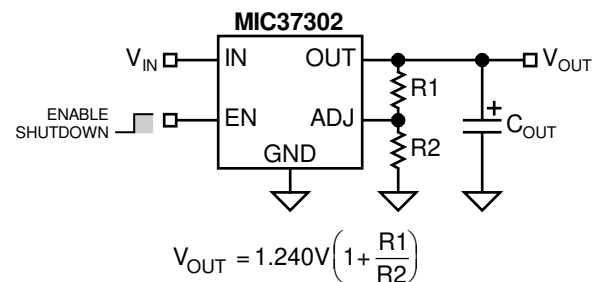 MIC37302
V_IN
IN
OUT
V_OUT
R1
ENABLE
SHUTDOWN
EN
ADJ
+
C_OUT
R2
GND
V_OUT = 1.240V(1+R1/R2)